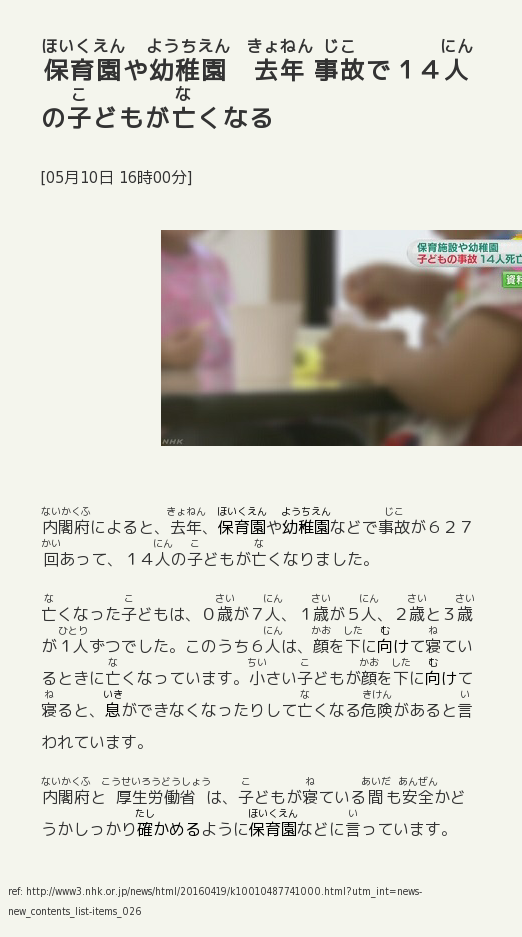 ほいくえん ようちえん きょねん じこ にん
保育園や幼稚園　去年 事故で１４人
こ な
の子どもが亡くなる
[05月10日 16時00分]
保育施設や幼稚園
子どもの事故 14人死亡
資料
NHK
ないかくふ きょねん ほいくえん ようちえん じこ
内閣府によると、去年、保育園や幼稚園などで事故が６２７
かい にん こ な
回あって、１４人の子どもが亡くなりました。
な こ さい にん さい にん さい さい
亡くなった子どもは、０歳が７人、１歳が５人、２歳と３歳
ひとり にん かお した む ね
が１人ずつでした。このうち６人は、顔を下に向けて寝てい
な ちい こ かお した む
るときに亡くなっています。小さい子どもが顔を下に向けて
ね いき な きけん い
寝ると、息ができなくなったりして亡くなる危険があると言
われています。
ないかくふ こうせいろうどうしょう こ ね あいだ あんぜん
内閣府と 厚生労働省 は、子どもが寝ている間も安全かど
たし ほいくえん い
うかしっかり確かめるように保育園などに言っています。
ref: http://www3.nhk.or.jp/news/html/20160419/k10010487741000.html?utm_int=news-
new_contents_list-items_026